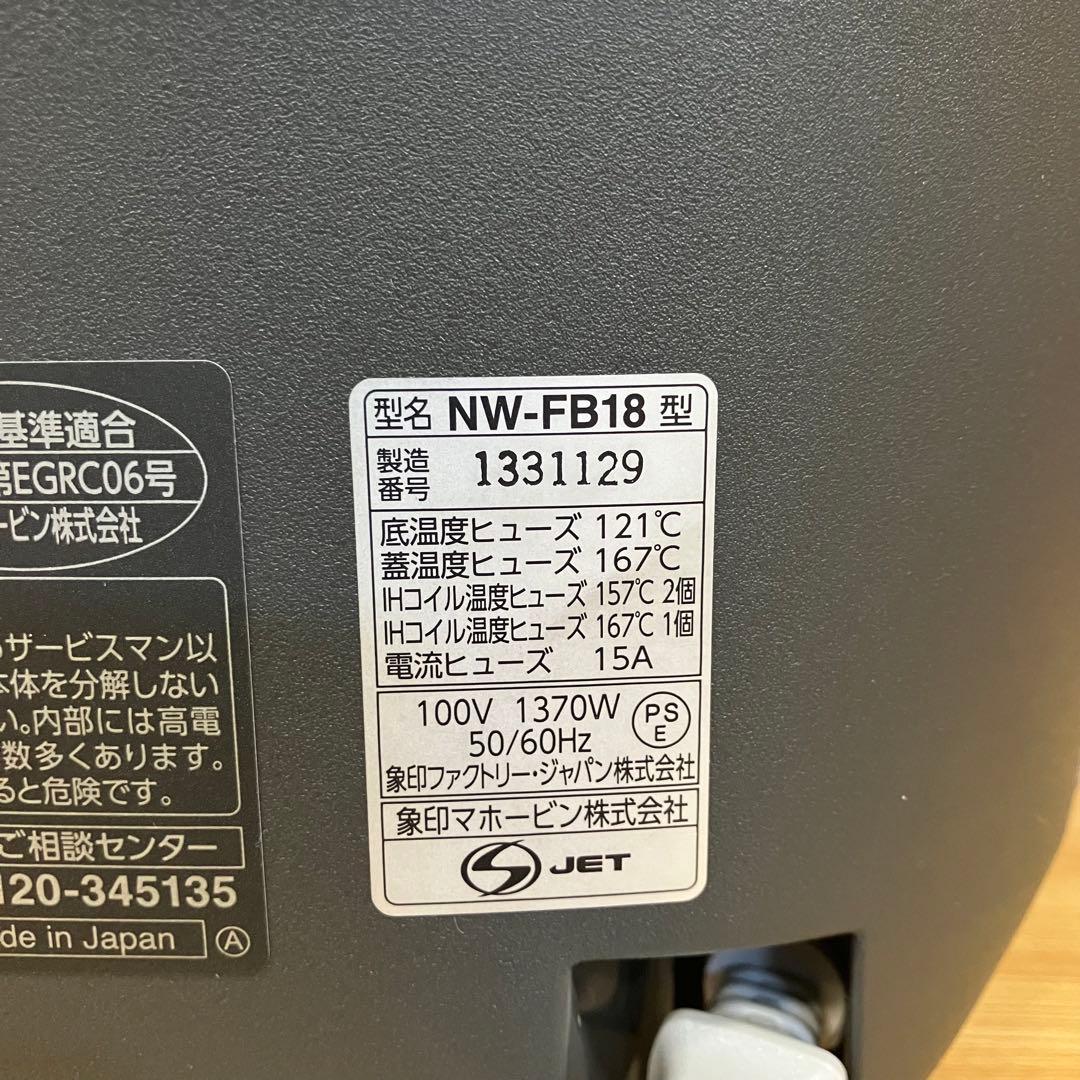 基準適合
第EGRC06号
ービン株式会社
サービスマン以
本体を分解しない
い。内部には高電
数多くあります。
ると危険です。
ご相談センター
120-345135
de in Japan
A
型名 NW-FB18 型
製造
番号 1331129
底温度ヒューズ 121℃
蓋温度ヒューズ 167℃
IHコイル温度ヒューズ 157℃ 2個
IHコイル温度ヒューズ 167℃ 1個
電流ヒューズ 15A
100V 1370W
PS
E
50/60Hz
象印ファクトリー・ジャパン株式会社
象印マホービン株式会社
S JET